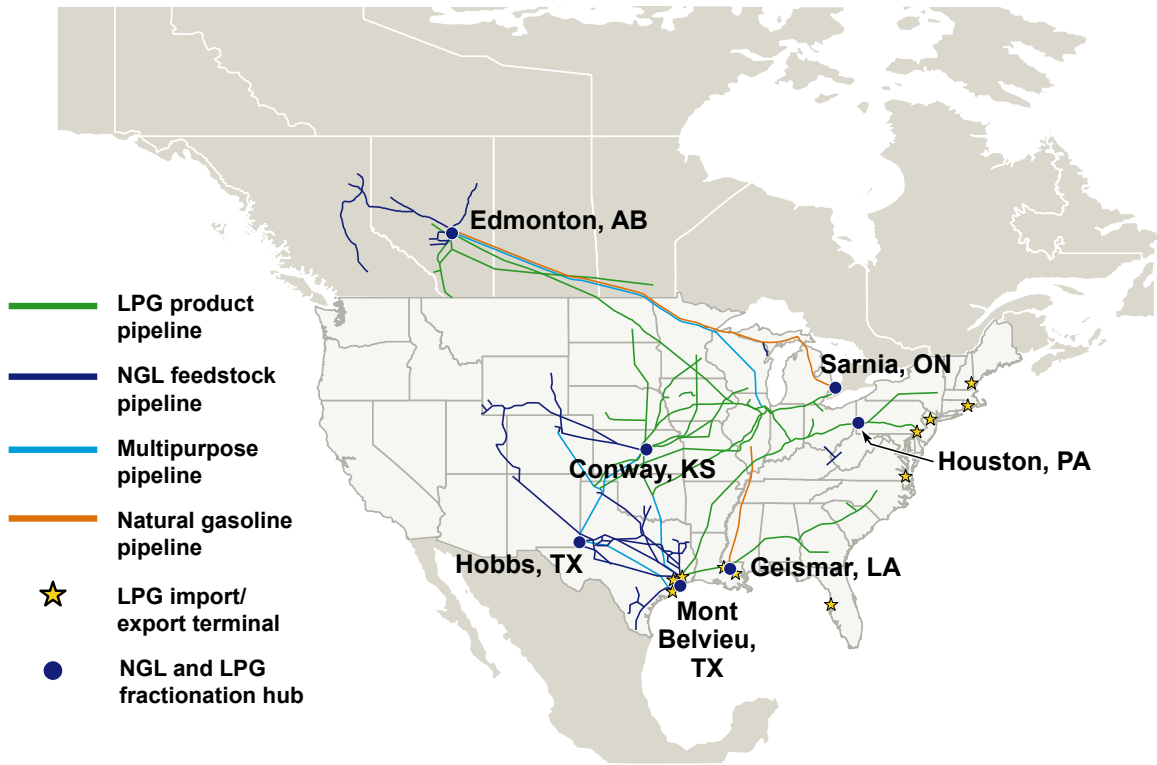 Edmonton, AB
LPG product
pipeline
NGL feedstock
pipeline
Multipurpose
pipeline
Natural gasoline
pipeline
LPG import/
export terminal
NGL and LPG
fractionation hub
Sarnia, ON
Conway, KS
Houston, PA
Hobbs, TX
Geismar, LA
Mont
Belvieu,
TX